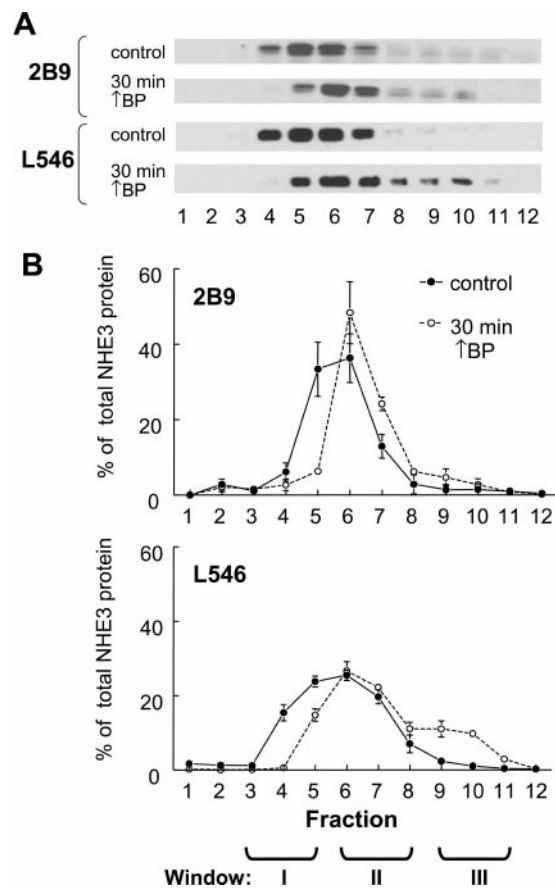 A
2B9
control
30 min
↑BP
L546
control
30 min
↑BP
1 2 3 4 5 6 7 8 9 10 11 12
B
% of total NHE3 protein
60
40
20
0
2B9
control
30 min
↑BP
1 2 3 4 5 6 7 8 9 10 11 12
% of total NHE3 protein
60
40
20
0
L546
1 2 3 4 5 6 7 8 9 10 11 12
Fraction
Window: I II III